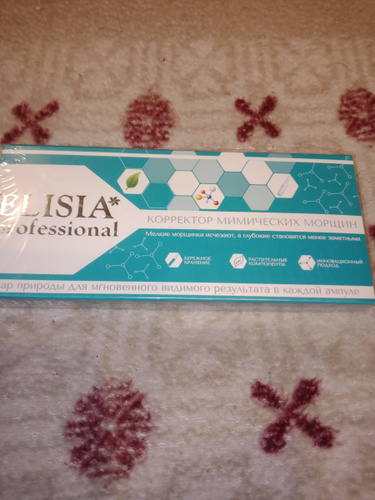 ELISIA*
professional
КОРРЕКТОР МИМИЧЕСКИХ МОРЩИН
Мелкие морщинки исчезают, а глубокие становятся менее заметными
БЕРЕЖНОЕ
ХРАНЕНИЕ
РАСТИТЕЛЬНЫЕ
КОМПОНЕНТЫ
ИННОВАЦИОННЫЙ
ПОДХОД
ар природы для мгновенного видимого результата в каждой ампуле